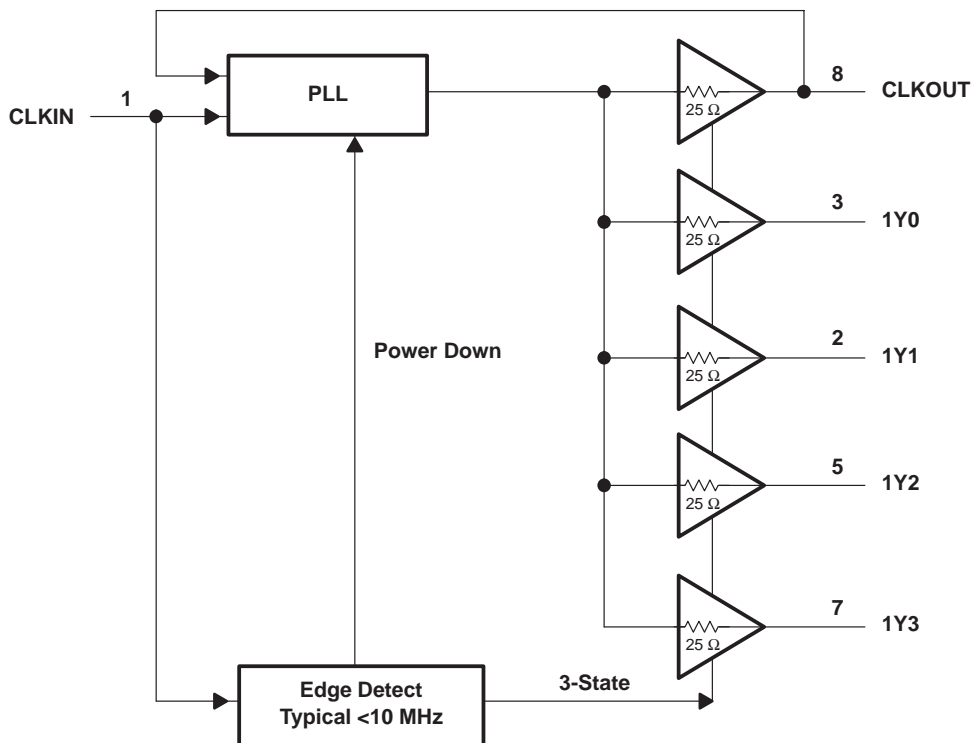 8
CLKOUT
PLL
1
CLKIN
25 Ω
3
1Y0
25 Ω
Power Down
2
1Y1
25 Ω
5
1Y2
25 Ω
7
1Y3
25 Ω
3-State
Edge Detect
Typical <10 MHz